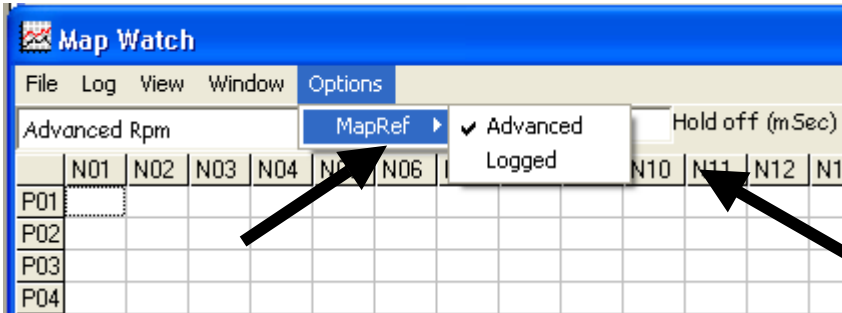 Map Watch
File Log View Window Options
Advanced Rpm MapRef Advanced Hold off (mSec)
Logged
N01 N02 N03 N04 N06 N10 N11 N12
P01
P02
P03
P04